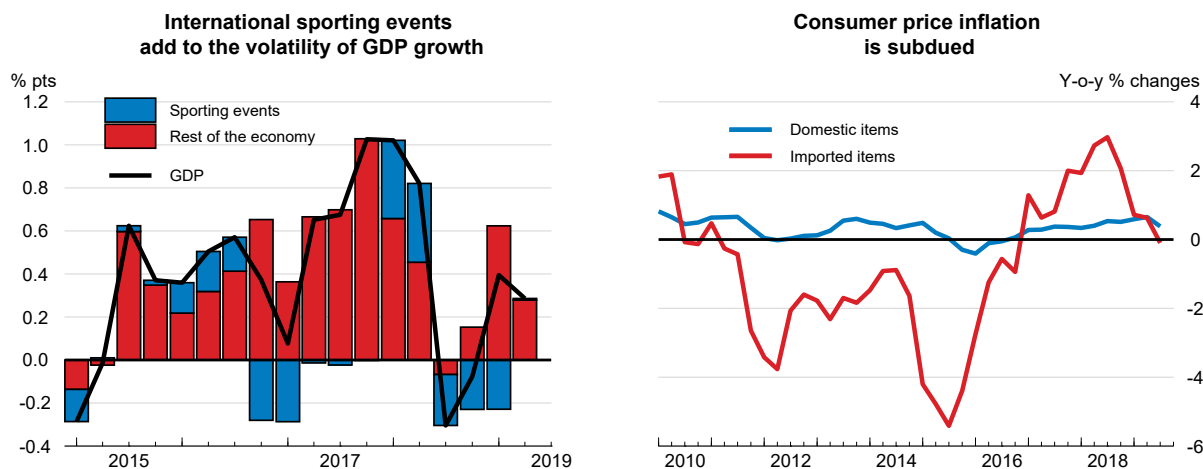 International sporting events
add to the volatility of GDP growth
% pts
1.2
1.0
0.8
0.6
0.4
0.2
0.0
-0.2
-0.4
Sporting events
Rest of the economy
GDP
2015
2017
2019
Consumer price inflation
is subdued
Y-o-y % changes
4
2
0
-2
-4
-6
Domestic items
Imported items
2010
2012
2014
2016
2018